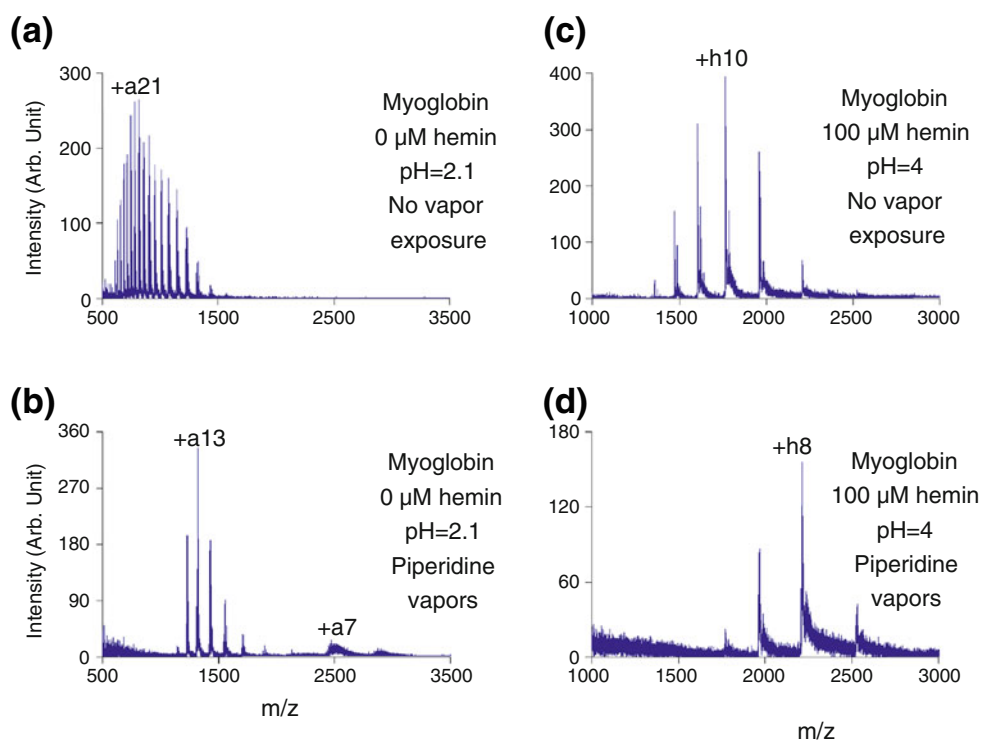 (a)
+a21
Intensity (Arb. Unit)
300
200
100
0
500
1500
2500
3500
Myoglobin
0 µM hemin
pH=2.1
No vapor
exposure
(c)
+h10
400
300
200
100
0
1000
1500
2000
2500
3000
Myoglobin
100 µM hemin
pH=4
No vapor
exposure
(b)
+a13
+a7
Intensity (Arb. Unit)
360
270
180
90
0
500
1500
2500
3500
m/z
Myoglobin
0 µM hemin
pH=2.1
Piperidine
vapors
(d)
+h8
180
120
60
0
1000
1500
2000
2500
3000
m/z
Myoglobin
100 µM hemin
pH=4
Piperidine
vapors